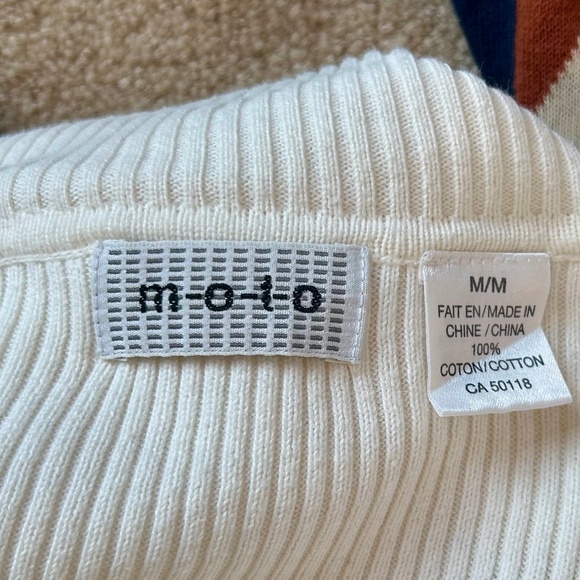 m-o-t-o
M/M
FAIT EN/MADE IN
CHINE / CHINA
100%
COTON/COTTON
CA 50118